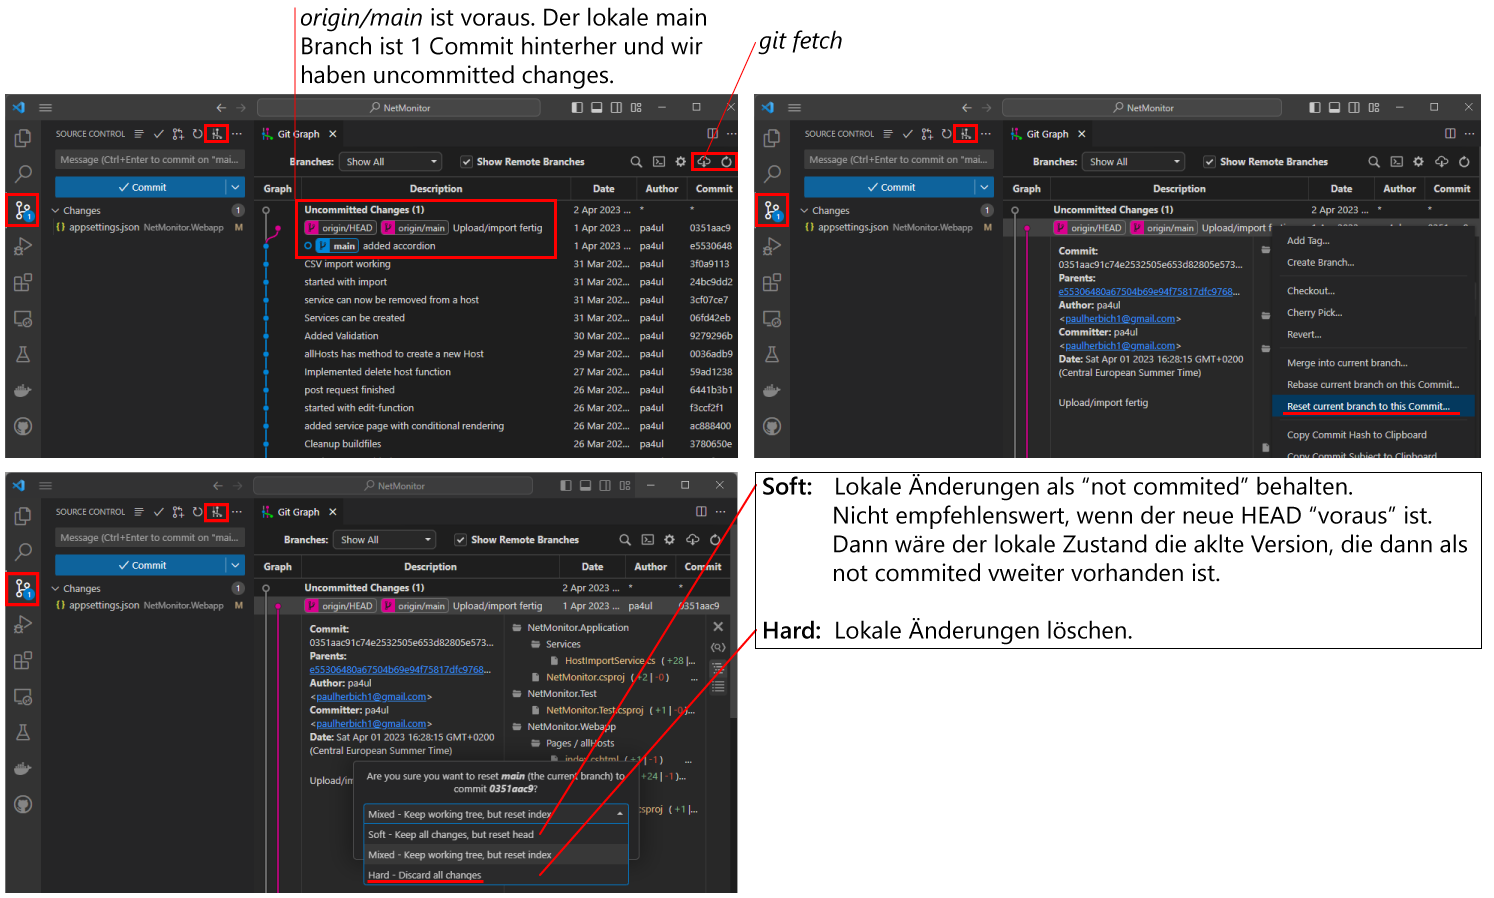 origin/main ist voraus. Der lokale main
Branch ist 1 Commit hinterher und wir
haben uncommitted changes.
git fetch
NetMonitor
SOURCE CONTROL
Git Graph
Message (Ctrl+Enter to commit on "mai...
Branches: Show All Show Remote Branches
Commit
Graph Description Date Author Commit
Changes 1
Uncommitted Changes (1) 2 Apr 2023 ... * *
{} appsettings.json NetMonitor.Webapp M
origin/HEAD origin/main Upload/import fertig 1 Apr 2023 ... pa4ul 0351aac9
main added accordion 1 Apr 2023 ... pa4ul e5530648
CSV import working 31 Mar 202... pa4ul 3f0a9113
started with import 31 Mar 202... pa4ul 24bc9dd2
service can now be removed from a host 31 Mar 202... pa4ul 3cf07ce7
Services can be created 31 Mar 202... pa4ul 06fd42eb
Added Validation 30 Mar 202... pa4ul 9279296b
allHosts has method to create a new Host 29 Mar 202... pa4ul 0036adb9
Implemented delete host function 27 Mar 202... pa4ul 59ad1238
post request finished 26 Mar 202... pa4ul 6441b3b1
started with edit-function 26 Mar 202... pa4ul f3ccf2f1
added service page with conditional rendering 26 Mar 202... pa4ul ac888400
Cleanup buildfiles 26 Mar 202... pa4ul 3780650e
NetMonitor
SOURCE CONTROL
Git Graph
Message (Ctrl+Enter to commit on "mai...
Branches: Show All Show Remote Branches
Commit
Graph Description Date Author Commit
Changes 1
Uncommitted Changes (1) 2 Apr 2023 ... * *
{} appsettings.json NetMonitor.Webapp M
origin/HEAD origin/main Upload/import fertig
Commit:
0351aac91c74e2532505e653d82805e573...
Parents:
e55306480a67504b69e94f75817dfc9768...
Author: pa4ul
<paulherbich1@gmail.com>
Committer: pa4ul
<paulherbich1@gmail.com>
Date: Sat Apr 01 2023 16:28:15 GMT+0200
(Central European Summer Time)
Upload/import fertig
Add Tag...
Create Branch...
Checkout...
Cherry Pick...
Revert...
Merge into current branch...
Rebase current branch on this Commit...
Reset current branch to this Commit...
Copy Commit Hash to Clipboard
Copy Commit Subject to Clipboard
NetMonitor
SOURCE CONTROL
Git Graph
Message (Ctrl+Enter to commit on "mai...
Branches: Show All Show Remote Branches
Commit
Graph Description Date Author Commit
Changes 1
Uncommitted Changes (1) 2 Apr 2023 ... * *
{} appsettings.json NetMonitor.Webapp M
origin/HEAD origin/main Upload/import fertig 1 Apr 2023 ... pa4ul 0351aac9
Commit:
0351aac91c74e2532505e653d82805e573...
Parents:
e55306480a67504b69e94f75817dfc9768...
Author: pa4ul
<paulherbich1@gmail.com>
Committer: pa4ul
<paulherbich1@gmail.com>
Date: Sat Apr 01 2023 16:28:15 GMT+0200
(Central European Summer Time)
Upload/im
NetMonitor.Application
Services
HostImportService.cs (+28|...
NetMonitor.csproj (+2|-0) ...
NetMonitor.Test
NetMonitor.Test.csproj (+1|-0)...
NetMonitor.Webapp
Pages / allHosts
index.cshtml (+1|-1) ...
+24|-1)...
csproj (+1|...
Are you sure you want to reset main (the current branch) to
commit 0351aac9?
Mixed - Keep working tree, but reset index
Soft - Keep all changes, but reset head
Mixed - Keep working tree, but reset index
Hard - Discard all changes
Soft: Lokale Änderungen als “not commited” behalten.
Nicht empfehlenswert, wenn der neue HEAD “voraus” ist.
Dann wäre der lokale Zustand die aklte Version, die dann als
not commited vweiter vorhanden ist.
Hard: Lokale Änderungen löschen.